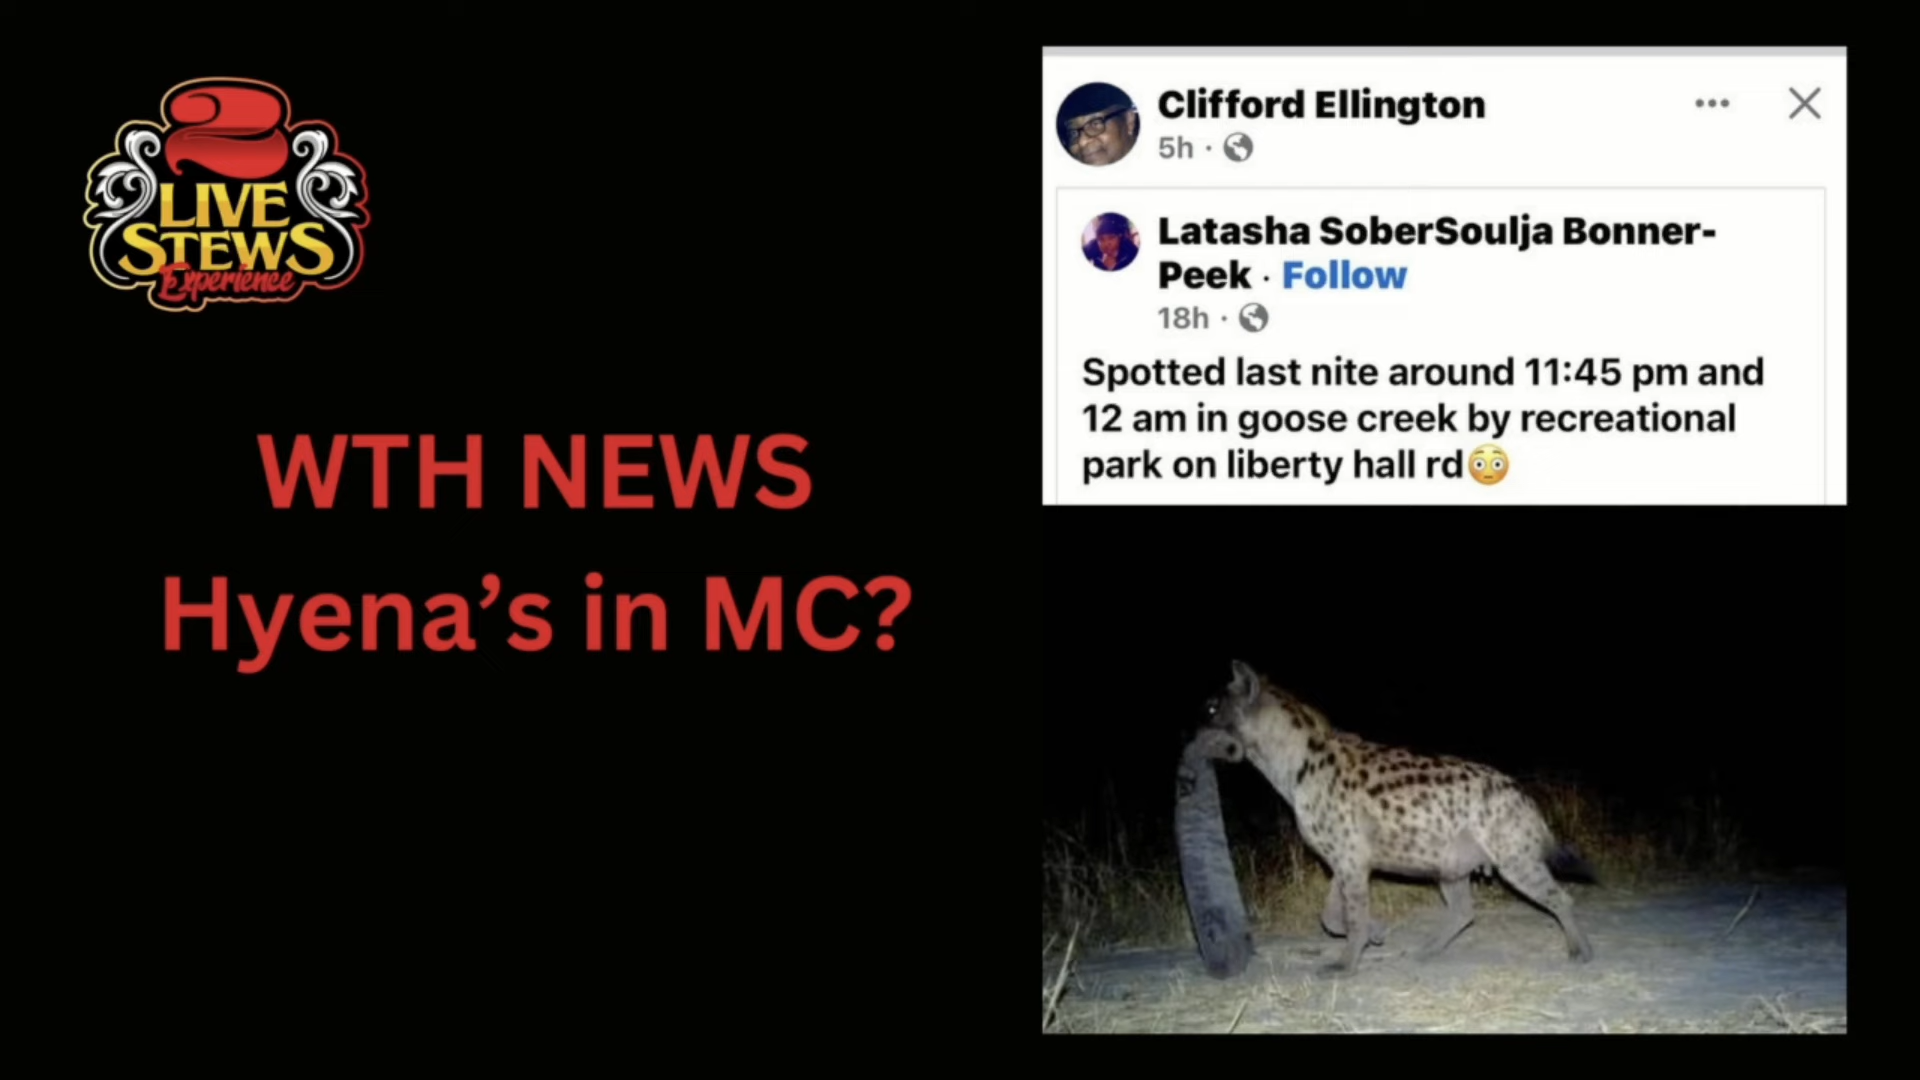 2
LIVE
STEWS
Experience
WTH NEWS
Hyena’s in MC?
Clifford Ellington
5h ·
Latasha SoberSoulja Bonner-
Peek · Follow
18h ·
Spotted last nite around 11:45 pm and
12 am in goose creek by recreational
park on liberty hall rd😳